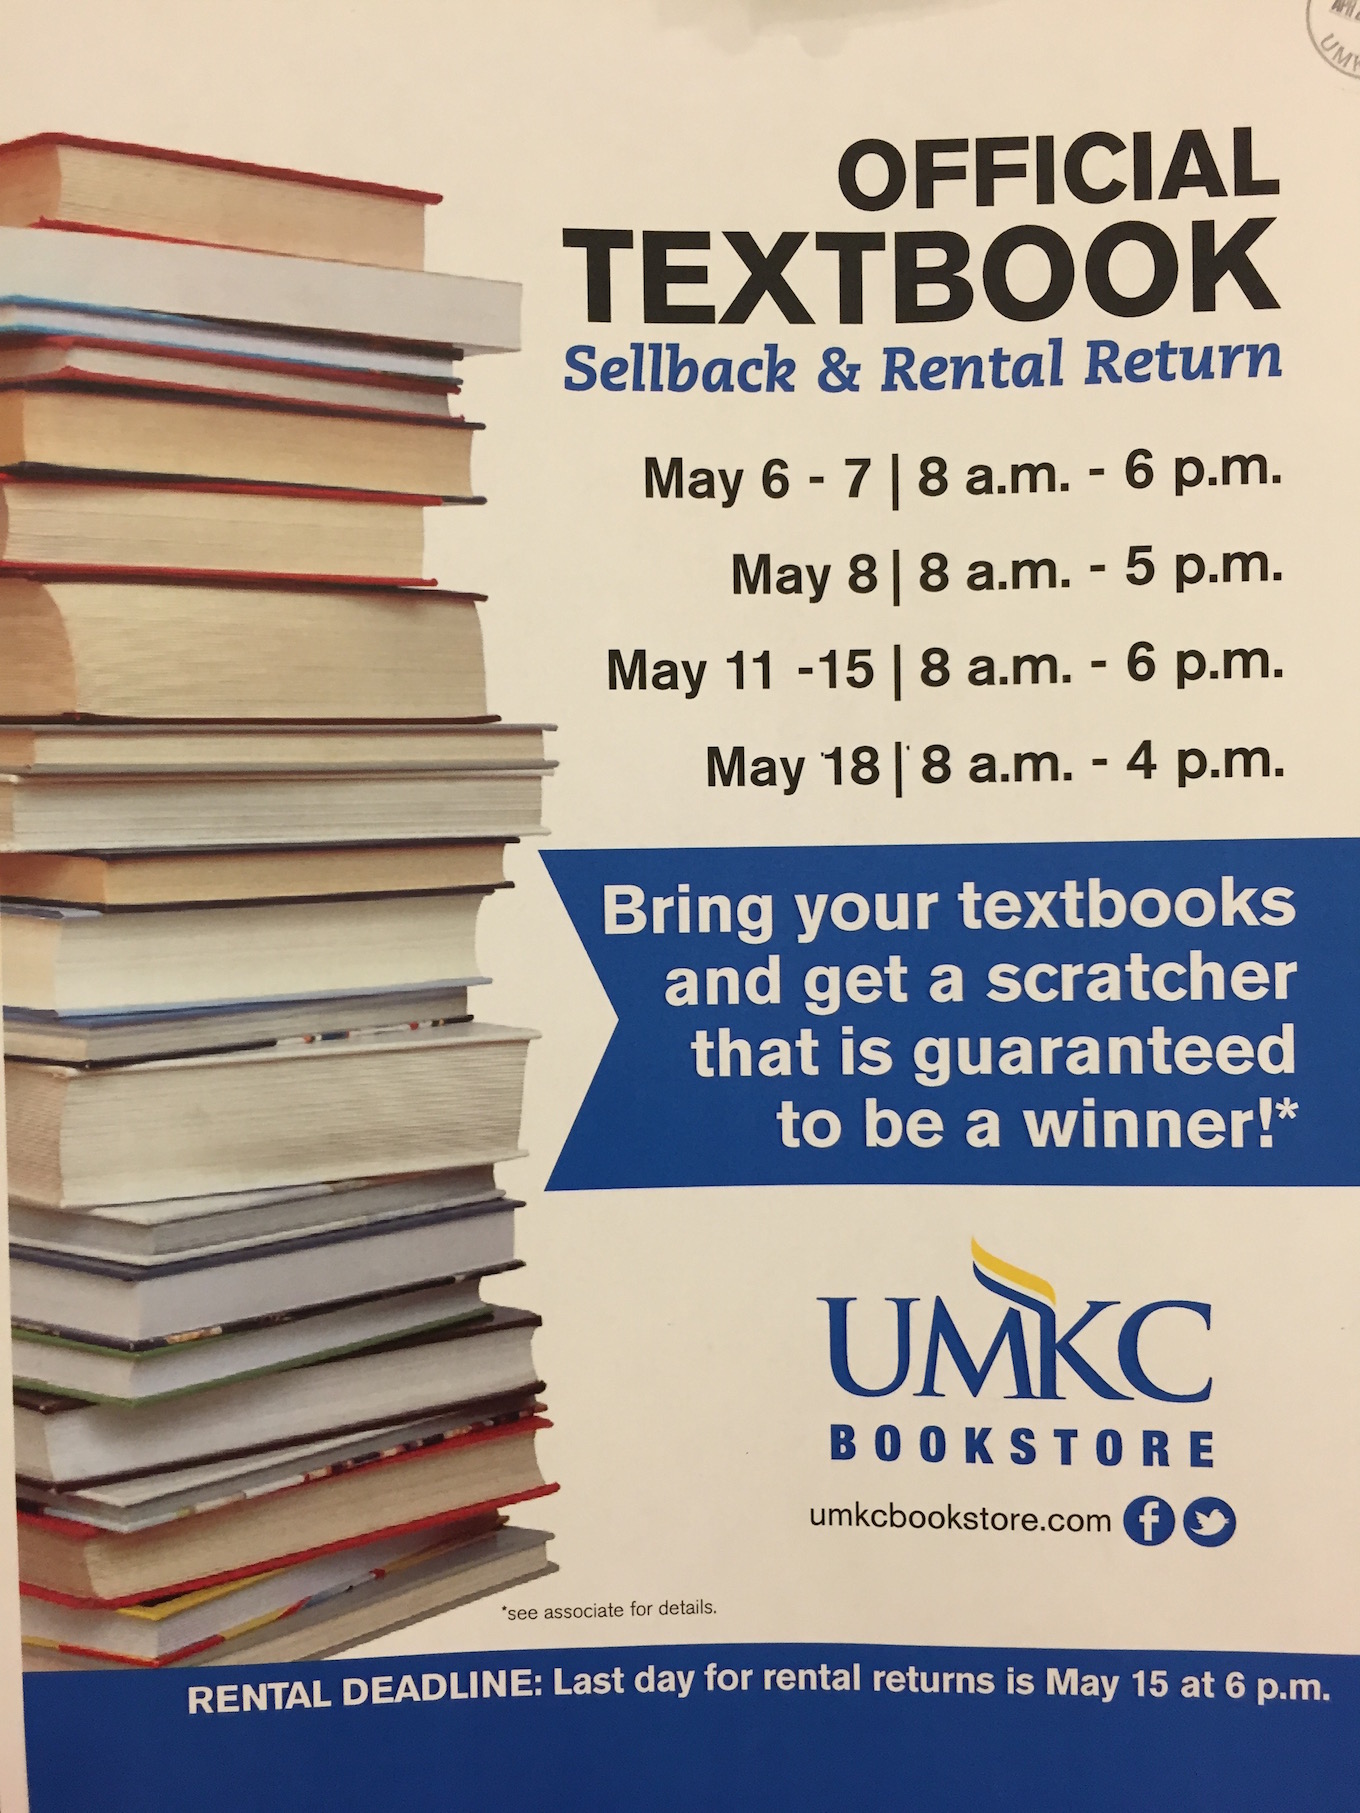 OFFICIAL
TEXTBOOK
Sellback & Rental Return
May 6 - 7 | 8 a.m. - 6 p.m.
May 8 | 8 a.m. - 5 p.m.
May 11 -15 | 8 a.m. - 6 p.m.
May 18 | 8 a.m. - 4 p.m.
Bring your textbooks
and get a scratcher
that is guaranteed
to be a winner!*
UMKC
BOOKSTORE
umkcbookstore.com
*see associate for details.
RENTAL DEADLINE: Last day for rental returns is May 15 at 6 p.m.